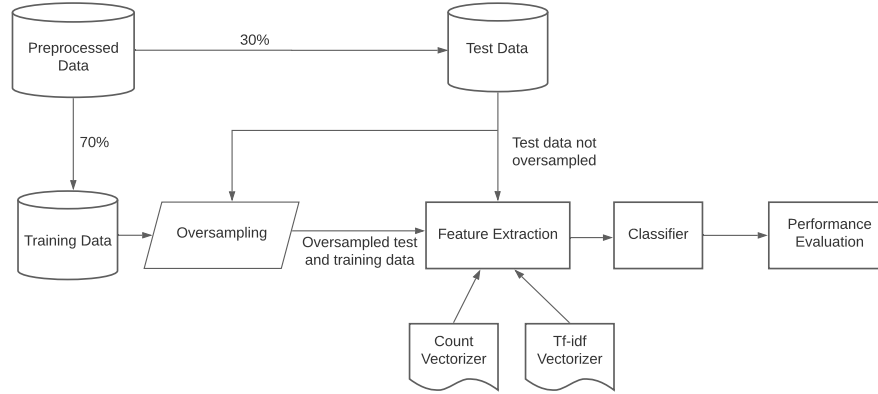 Preprocessed
Data
30%
Test Data
70%
Test data not
oversampled
Training Data
Oversampling
Oversampled test
and training data
Feature Extraction
Classifier
Performance
Evaluation
Count
Vectorizer
Tf-idf
Vectorizer